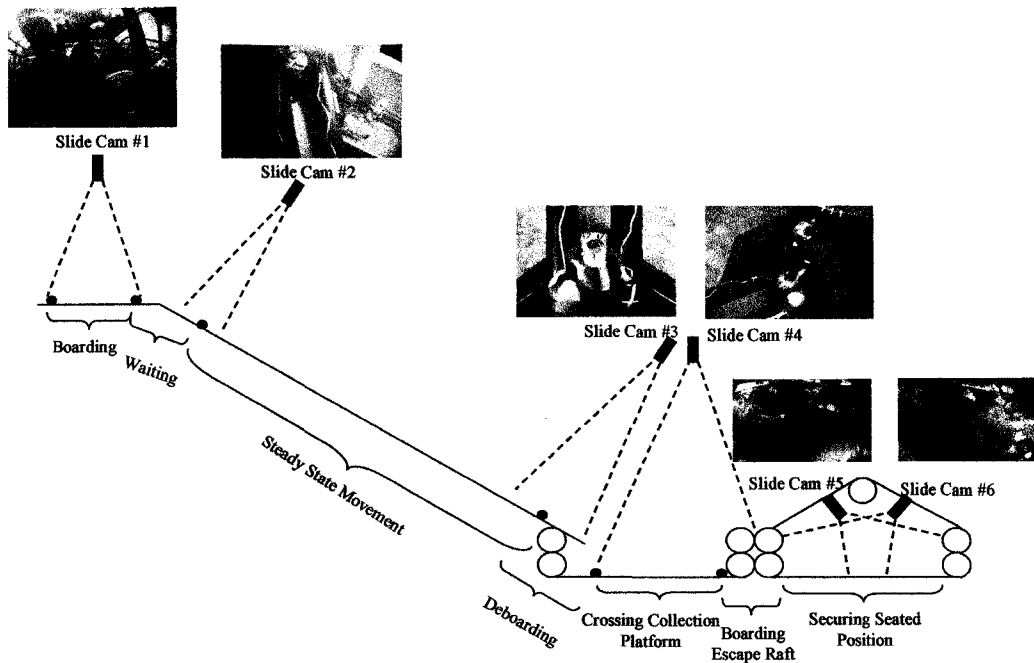 Slide Cam #1
Slide Cam #2
Slide Cam #3
Slide Cam #4
Slide Cam #5
Slide Cam #6
Boarding
Waiting
Steady State Movement
Deboarding
Crossing Collection
Platform
Boarding
Escape Raft
Securing Seated
Position